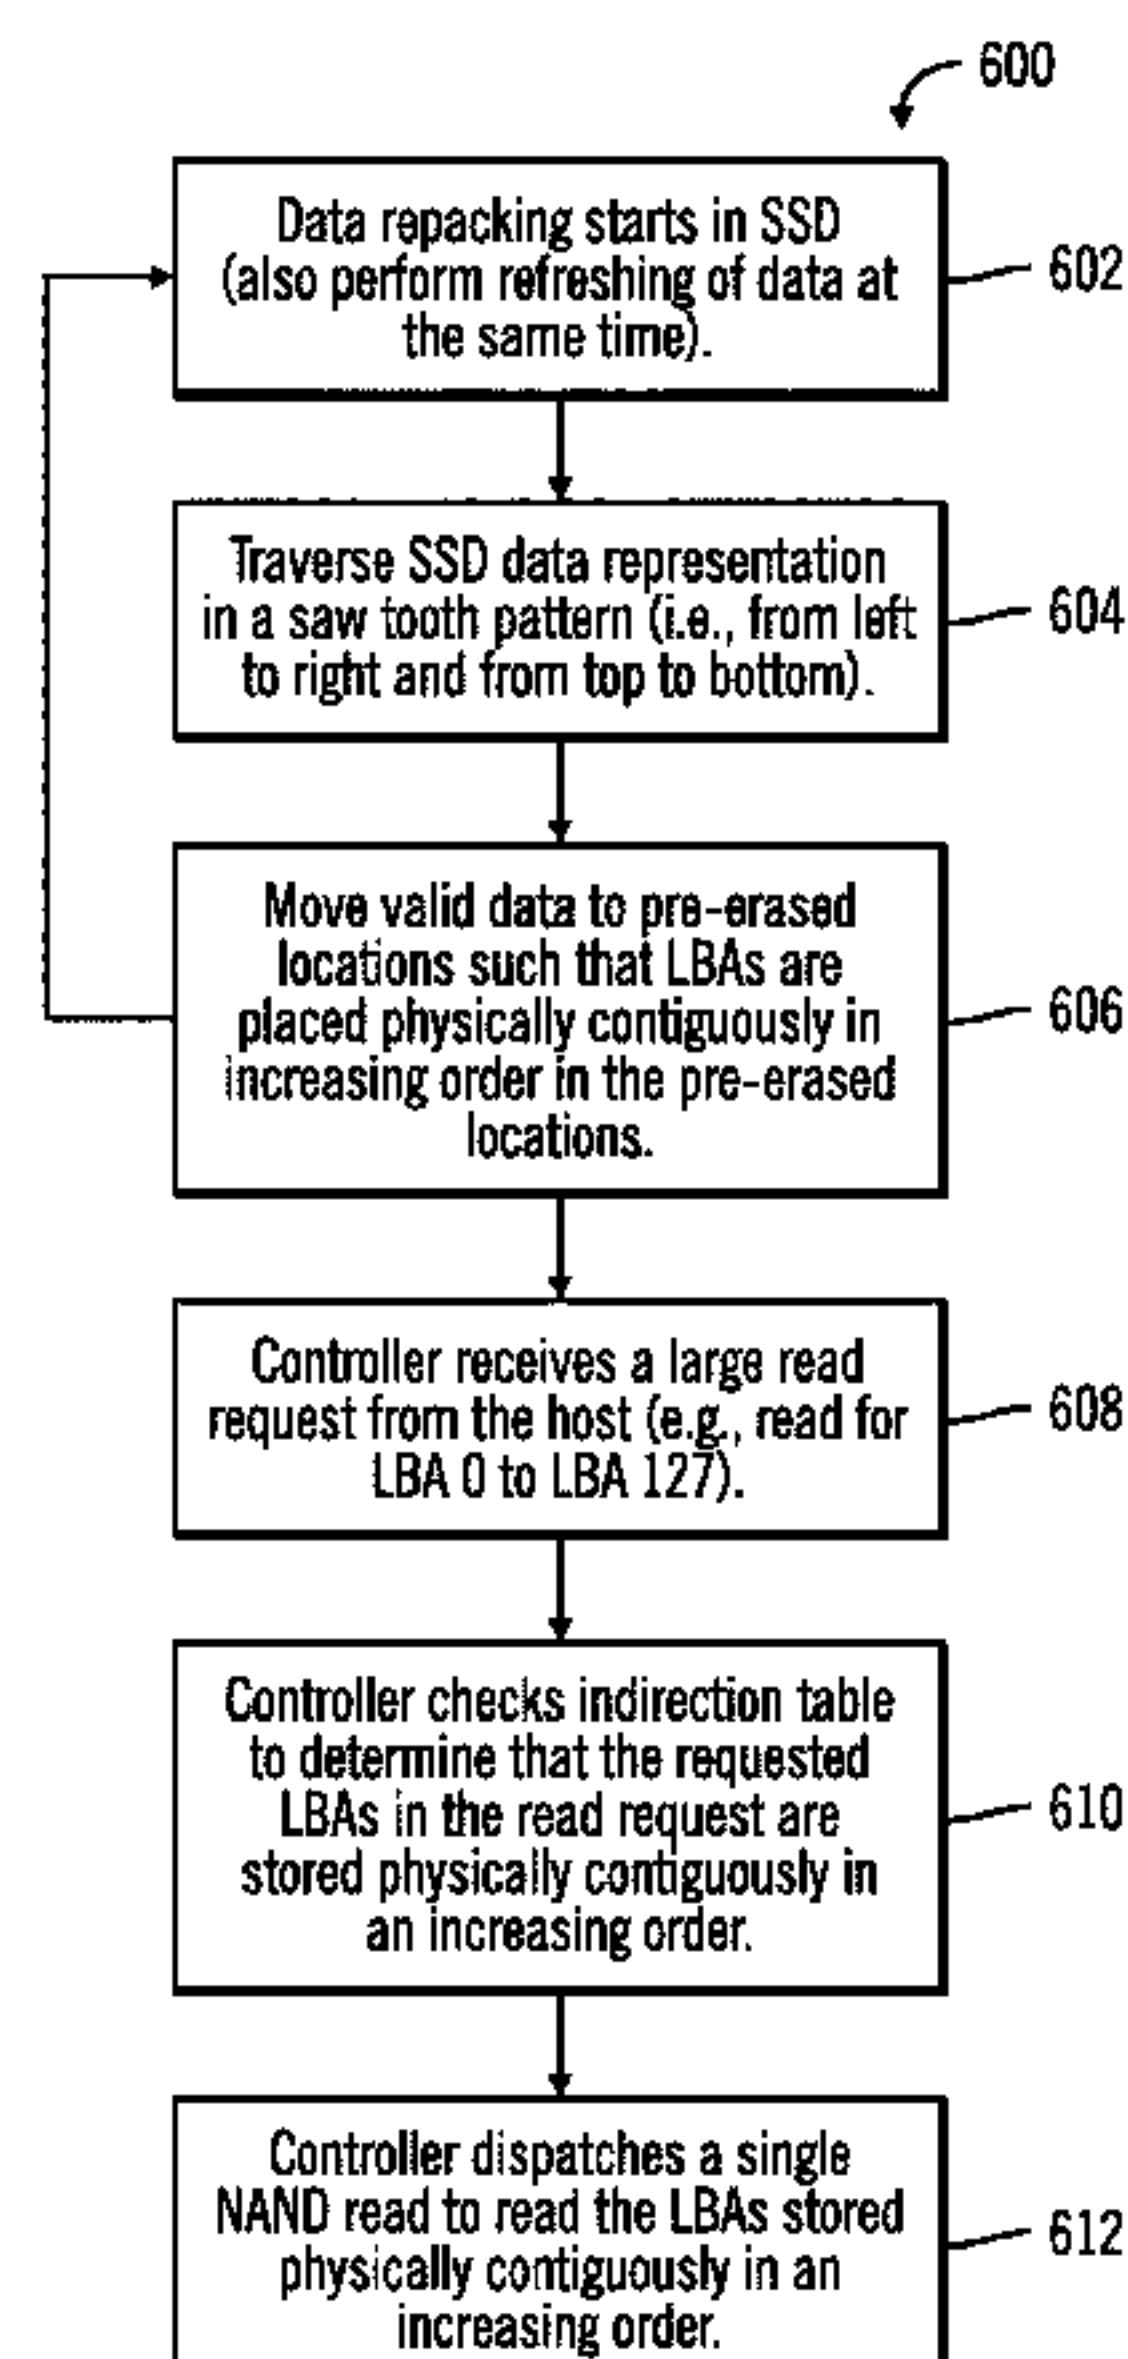 600
Data repacking starts in SSD
(also perform refreshing of data at
the same time).
602
Traverse SSD data representation
in a saw tooth pattern (i.e., from left
to right and from top to bottom).
604
Move valid data to pre-erased
locations such that LBAs are
placed physically contiguously in
increasing order in the pre-erased
locations.
606
Controller receives a large read
request from the host (e.g., read for
LBA 0 to LBA 127).
608
Controller checks indirection table
to determine that the requested
LBAs in the read request are
stored physically contiguously in
an increasing order.
610
Controller dispatches a single
NAND read to read the LBAs stored
physically contiguously in an
increasing order.
612